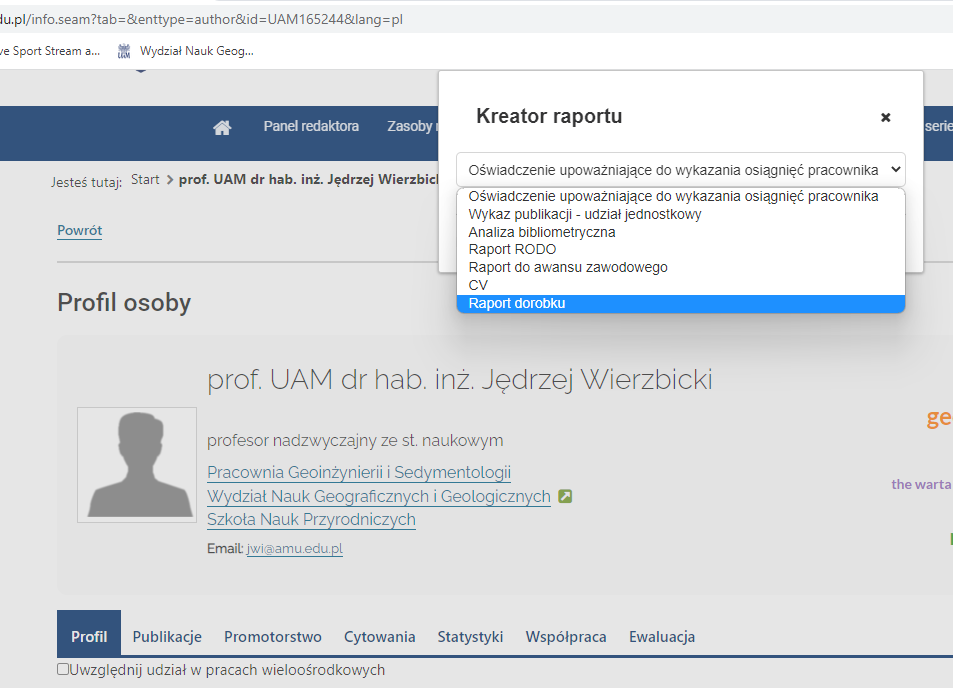 du.pl/info.seam?tab=&enttype=author&id=UAM165244&lang=pl
ve Sport Stream a... Wydział Nauk Geog...
Kreator raportu ×
Panel redaktora Zasoby serie
Oświadczenie upoważniające do wykazania osiągnięć pracownika
Jesteś tutaj: Start > prof. UAM dr hab. inż. Jędrzej Wierzbicki
Oświadczenie upoważniające do wykazania osiągnięć pracownika
Wykaz publikacji - udział jednostkowy
Analiza bibliometryczna
Raport RODO
Raport do awansu zawodowego
CV
Raport dorobku
Powrót
Profil osoby
prof. UAM dr hab. inż. Jędrzej Wierzbicki
profesor nadzwyczajny ze st. naukowym
Pracownia Geoinżynierii i Sedymentologii
Wydział Nauk Geograficznych i Geologicznych
Szkoła Nauk Przyrodniczych
Email: jwi@amu.edu.pl
ge
the warta
Profil Publikacje Promotorstwo Cytowania Statystyki Współpraca Ewaluacja
Uwzględnij udział w pracach wieloośrodkowych